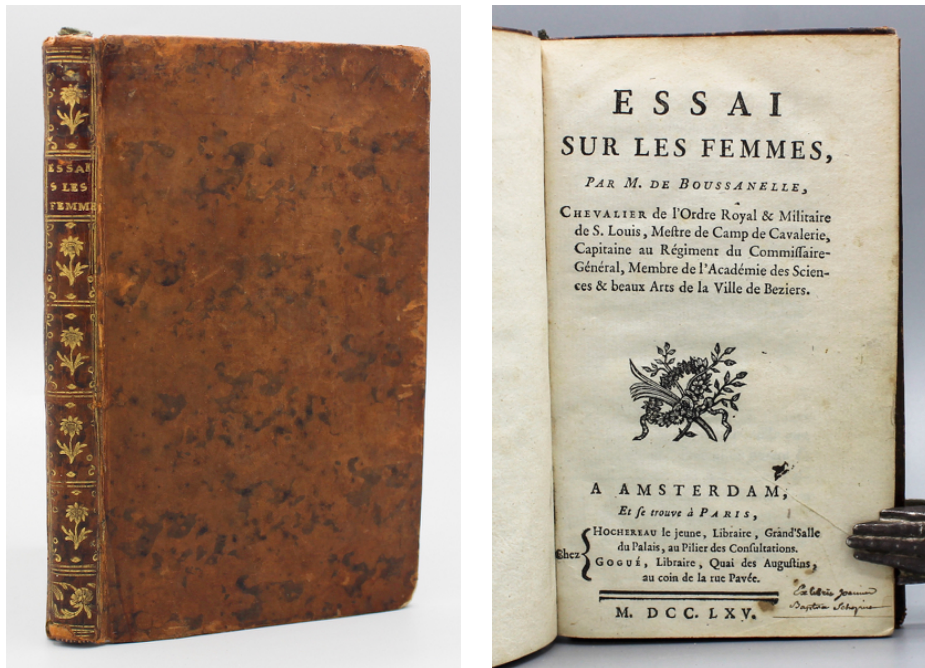 ESSAI
S LES
FEMME
ESSAI
SUR LES FEMMES,
PAR M. DE BOUSSANELLE,
CHEVALIER de l'Ordre Royal & Militaire
de S. Louis, Meſtre de Camp de Cavalerie,
Capitaine au Régiment du Commiſſaire-
Général, Membre de l'Académie des Scien-
ces & beaux Arts de la Ville de Beziers.
A AMSTERDAM,
Et ſe trouve à PARIS,
Chez
HOCHEREAU le jeune, Libraire, Grand'Salle
du Palais, au Pilier des Conſultations.
GOGUÉ, Libraire, Quai des Auguſtins,
au coin de la rue Pavée.
M. DCC. LXV.